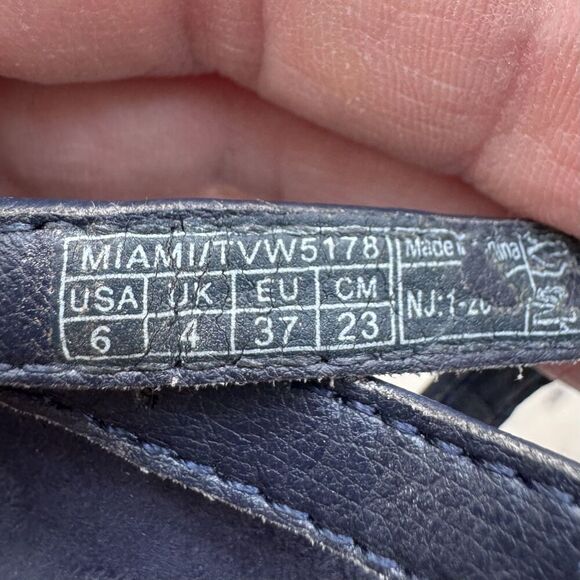 MIAMI/TVW5178
USA UK EU CM
6 4 37 23
Made
NJ:1-20